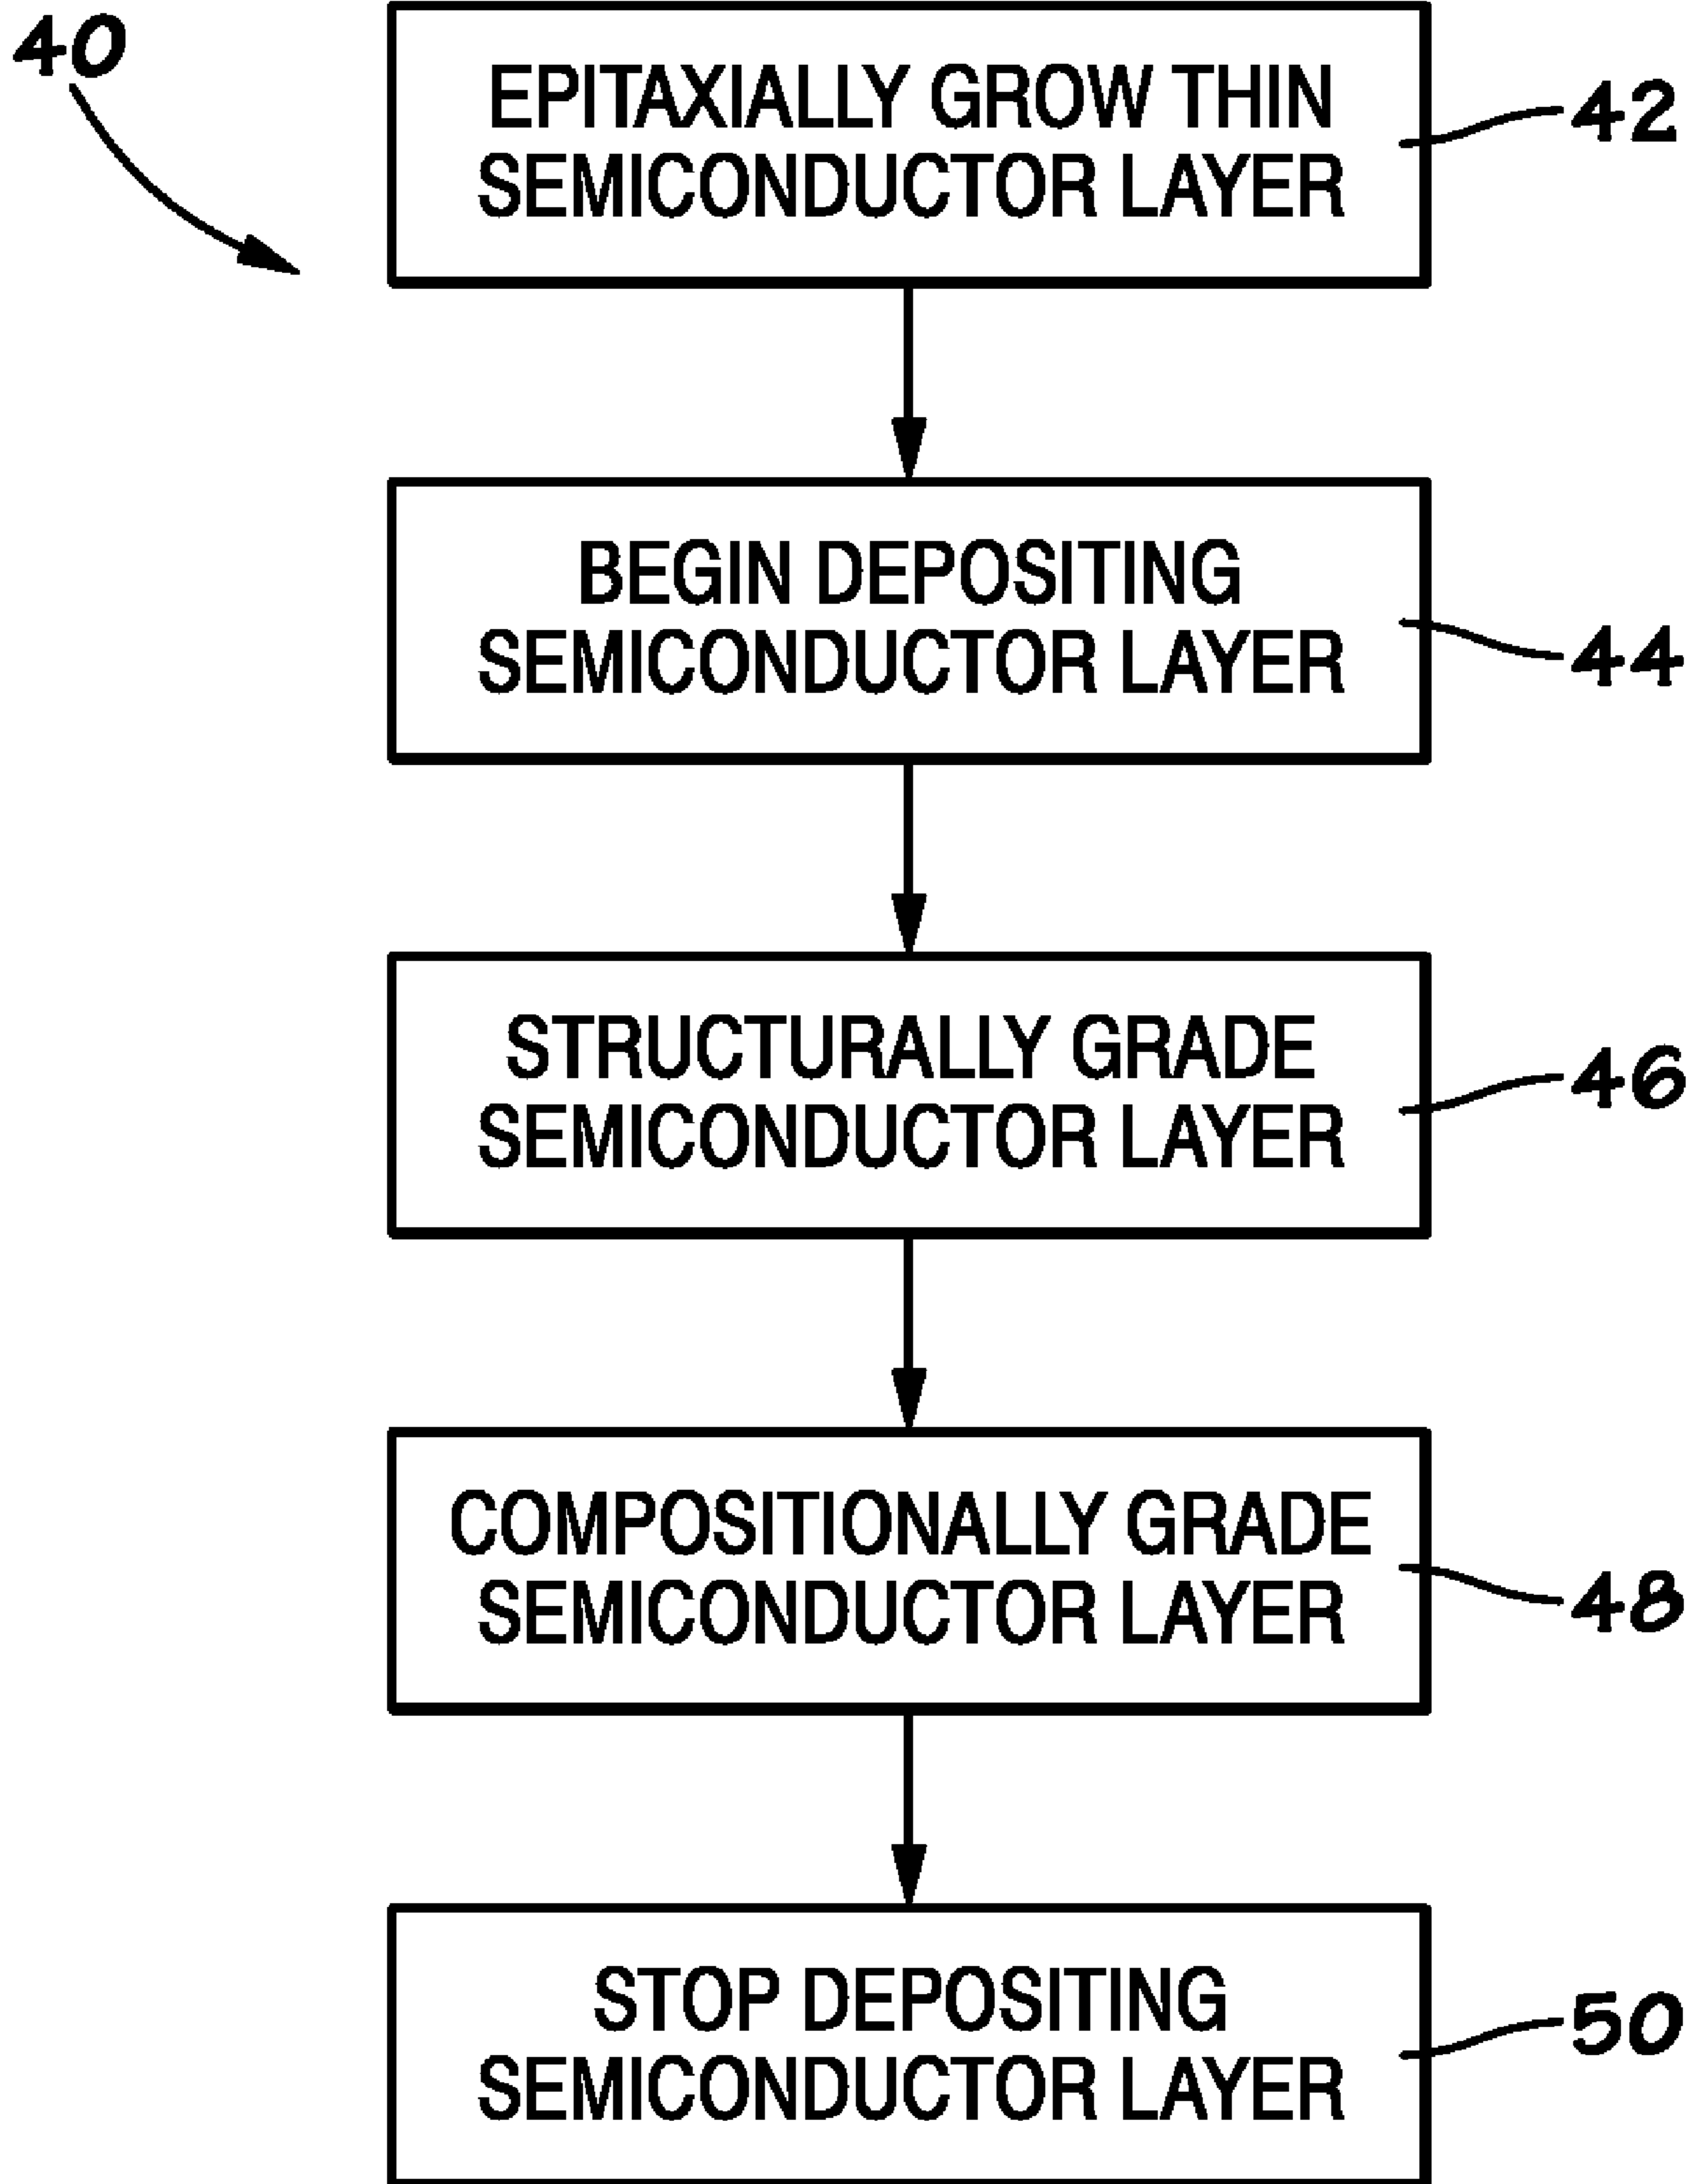 40
EPITAXIALLY GROW THIN
SEMICONDUCTOR LAYER
42
BEGIN DEPOSITING
SEMICONDUCTOR LAYER
44
STRUCTURALLY GRADE
SEMICONDUCTOR LAYER
46
COMPOSITIONALLY GRADE
SEMICONDUCTOR LAYER
48
STOP DEPOSITING
SEMICONDUCTOR LAYER
50